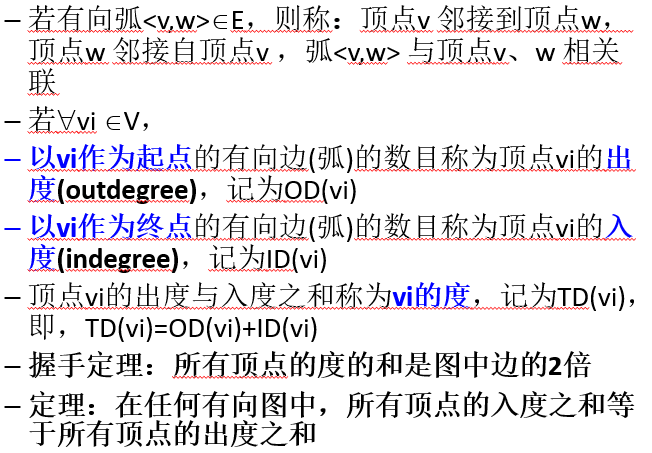 – 若有向弧<v,w>∈E，则称：顶点v 邻接到顶点w，
顶点w 邻接自顶点v ，弧<v,w> 与顶点v、w 相关
联
– 若∀vi ∈V，
– 以vi作为起点的有向边(弧)的数目称为顶点vi的出
度(outdegree)，记为OD(vi)
– 以vi作为终点的有向边(弧)的数目称为顶点vi的入
度(indegree)，记为ID(vi)
– 顶点vi的出度与入度之和称为vi的度，记为TD(vi)，
即，TD(vi)=OD(vi)+ID(vi)
– 握手定理：所有顶点的度的和是图中边的2倍
– 定理：在任何有向图中，所有顶点的入度之和等
于所有顶点的出度之和